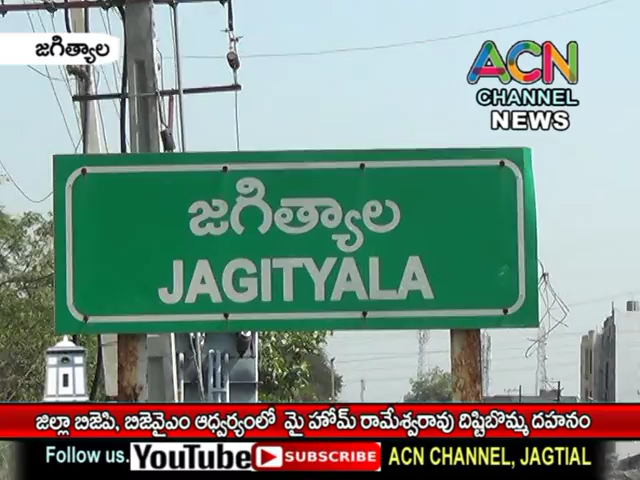 జగిత్యాల
ACN
CHANNEL
NEWS
జగిత్యాల
JAGITYALA
జిల్లా బిజెపి, బిజెవైఎం ఆధ్వర్యంలో మై హోమ్ రామేశ్వరావు దిష్టిబొమ్మ దహనం
Follow us. YouTube SUBSCRIBE ACN CHANNEL, JAGTIAL